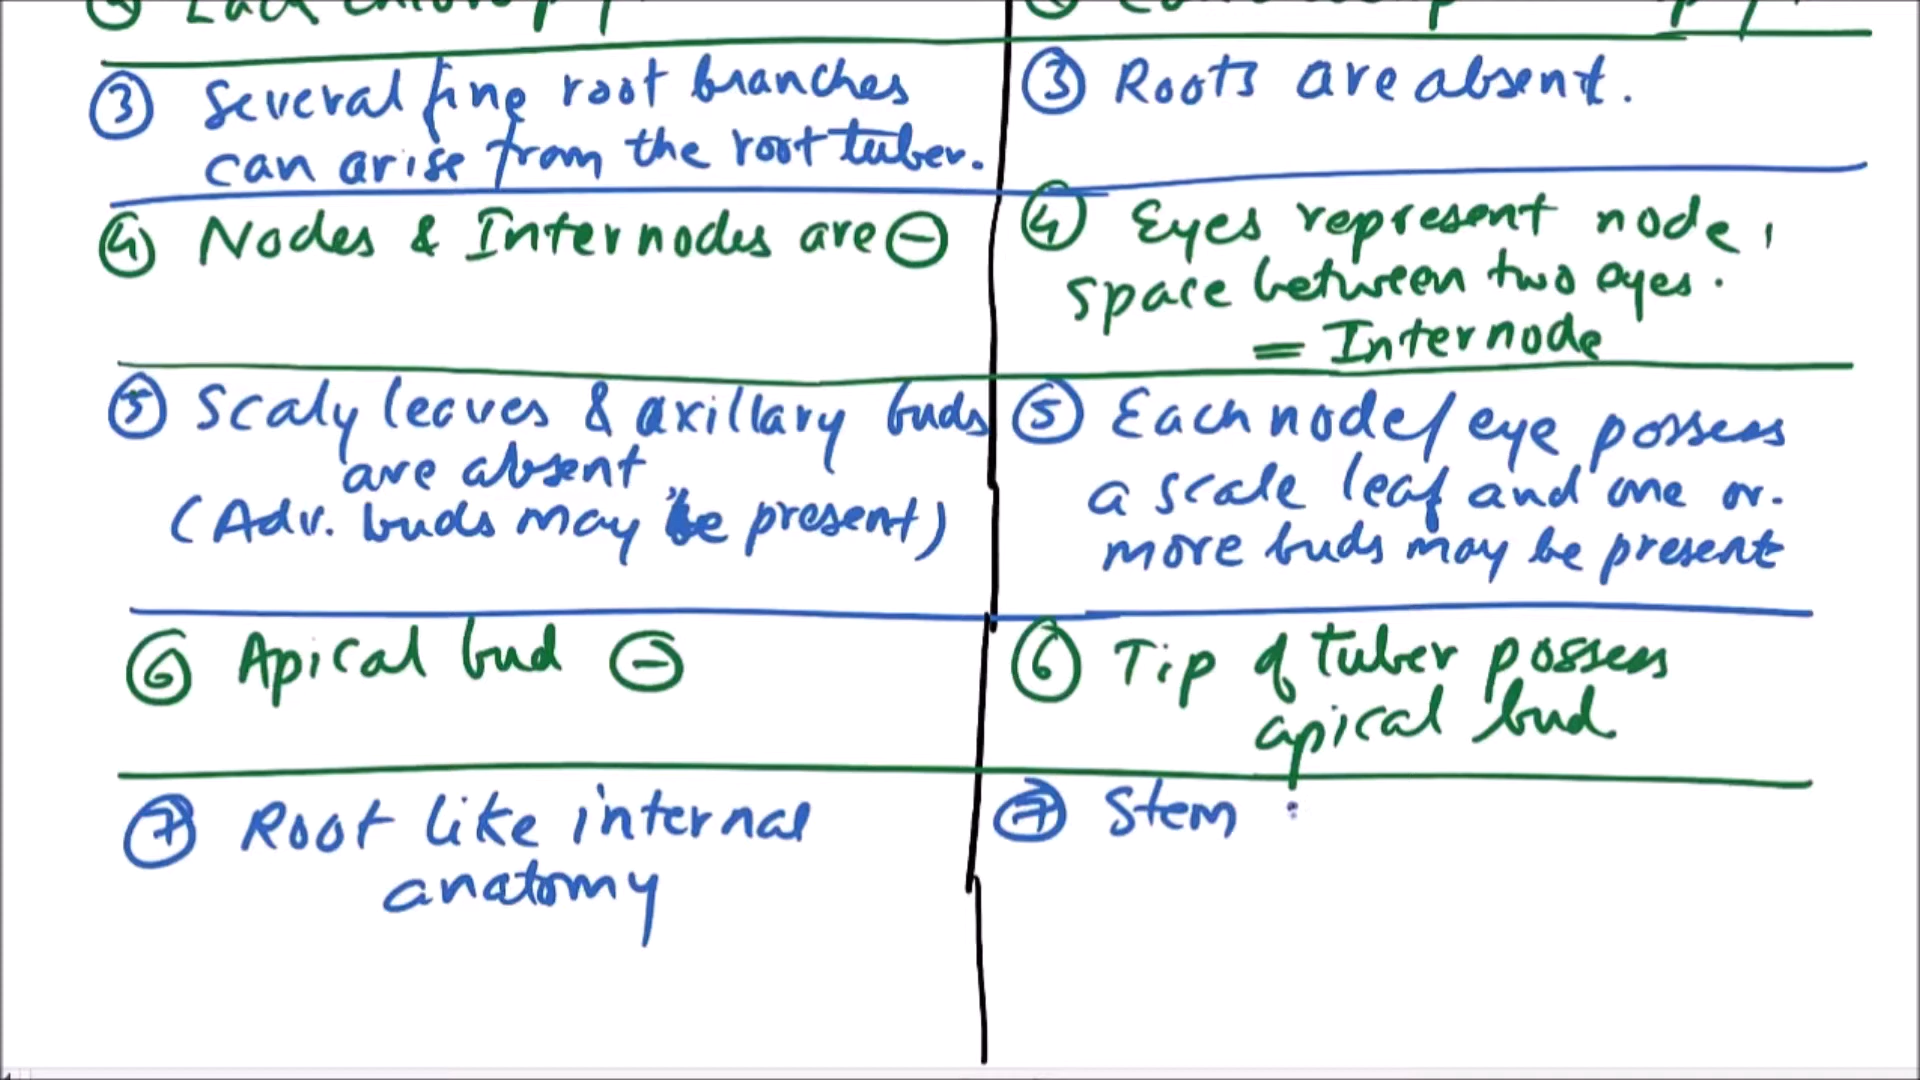 ② Lack
②
③ Several fine root branches
can arise from the root tuber.
③ Roots are absent.
④ Nodes & Internodes are ⊖
④ Eyes represent node,
space between two eyes.
= Internode
⑤ Scaly leaves & axillary buds
are absent
(Adv. buds may be present)
⑤ Each node/eye possess
a scale leaf and one or.
more buds may be present
⑥ Apical bud ⊖
⑥ Tip of tuber possess
apical bud
⑦ Root like internal
anatomy
⑦ Stem